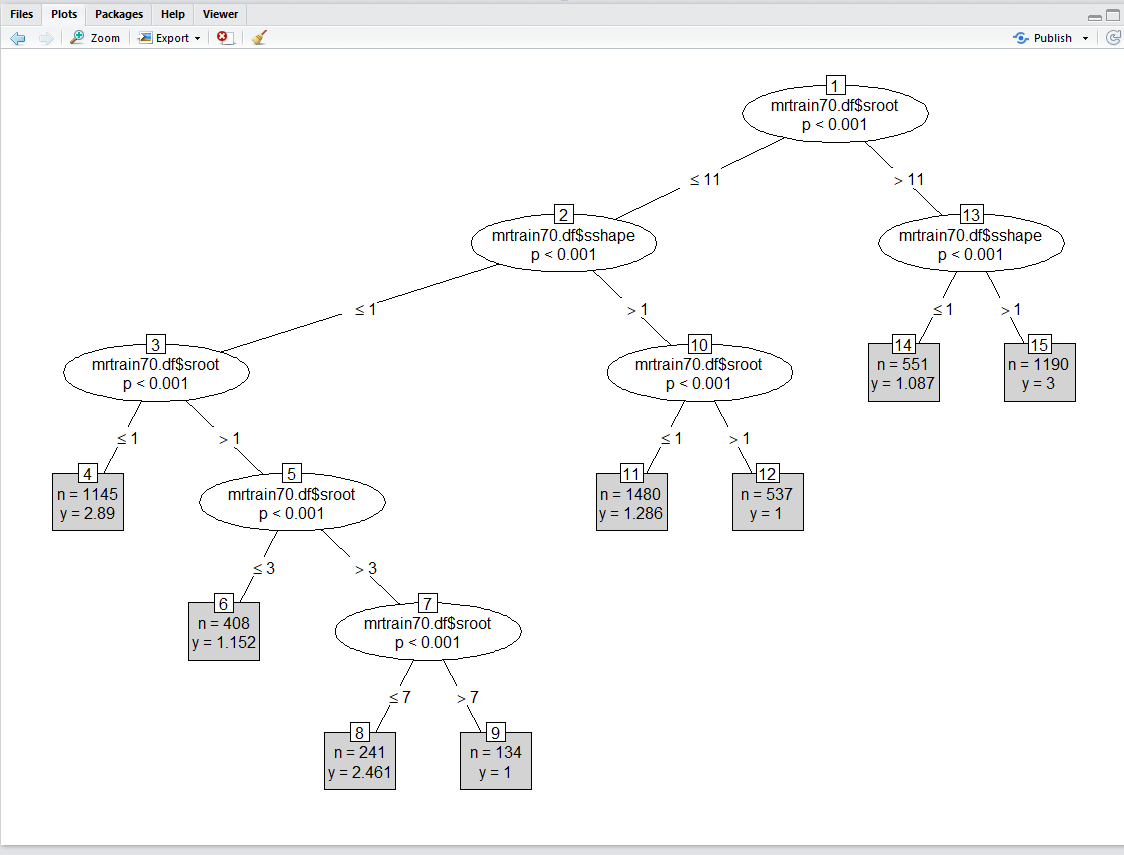 Files Plots Packages Help Viewer
Zoom Export Publish
1
mrtrain70.df$sroot
p < 0.001
≤ 11 > 11
2 13
mrtrain70.df$sshape mrtrain70.df$sshape
p < 0.001 p < 0.001
≤ 1 > 1 ≤ 1 > 1
3 10 14 15
mrtrain70.df$sroot mrtrain70.df$sroot n = 551 n = 1190
p < 0.001 p < 0.001 y = 1.087 y = 3
≤ 1 > 1 ≤ 1 > 1
4 5 11 12
n = 1145 mrtrain70.df$sroot n = 1480 n = 537
y = 2.89 p < 0.001 y = 1.286 y = 1
≤ 3 > 3
6 7
n = 408 mrtrain70.df$sroot
y = 1.152 p < 0.001
≤ 7 > 7
8 9
n = 241 n = 134
y = 2.461 y = 1